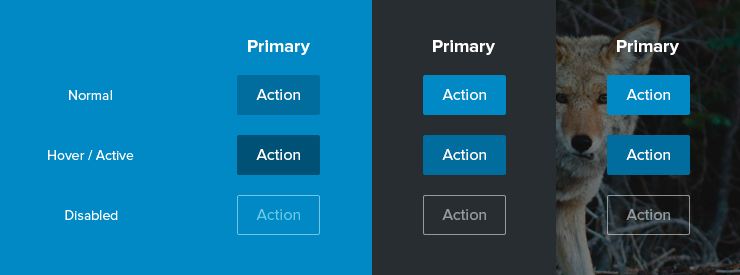 Primary Primary Primary
Normal Action Action Action
Hover / Active Action Action Action
Disabled Action Action Action